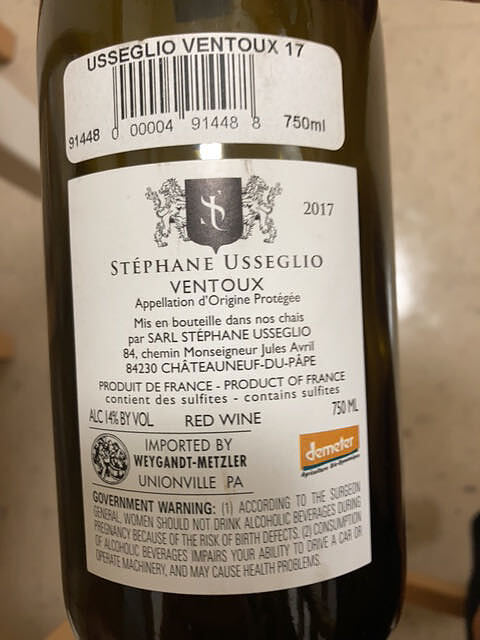 USSEGLIO VENTOUX 17
91448 0 00004 91448 8 750ml
2017
STÉPHANE USSEGLIO
VENTOUX
Appellation d'Origine Protégée
Mis en bouteille dans nos chais
par SARL STÉPHANE USSEGLIO
84, chemin Monseigneur Jules Avril
84230 CHÂTEAUNEUF-DU-PÂPE
PRODUIT DE FRANCE - PRODUCT OF FRANCE
contient des sulfites - contains sulfites
ALC 14% BY VOL RED WINE 750 ML
IMPORTED BY
WEYGANDT-METZLER
UNIONVILLE PA
demeter
Agriculture Bio-Dynamique
GOVERNMENT WARNING: (1) ACCORDING TO THE SURGEON
GENERAL, WOMEN SHOULD NOT DRINK ALCOHOLIC BEVERAGES DURING
PREGNANCY BECAUSE OF THE RISK OF BIRTH DEFECTS. (2) CONSUMPTION
OF ALCOHOLIC BEVERAGES IMPAIRS YOUR ABILITY TO DRIVE A CAR OR
OPERATE MACHINERY, AND MAY CAUSE HEALTH PROBLEMS.